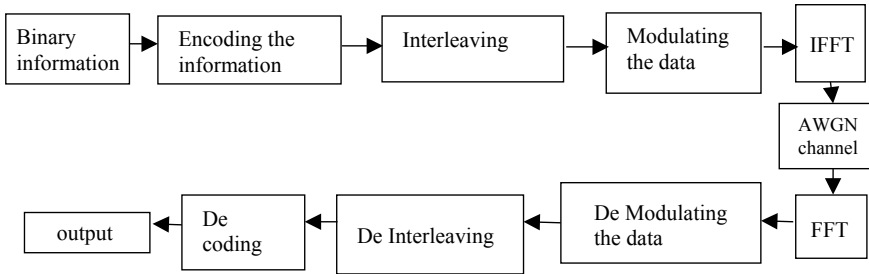 Binary
information
Encoding the
information
Interleaving
Modulating
the data
IFFT
AWGN
channel
FFT
De Modulating
the data
De Interleaving
De
coding
output